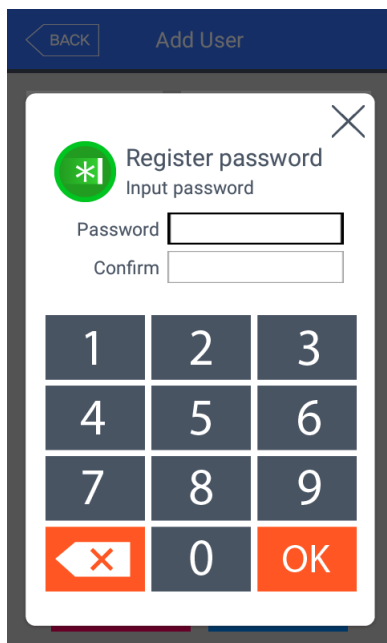 BACK Add User
Register password
Input password
Password
Confirm
1 2 3
4 5 6
7 8 9
0 OK